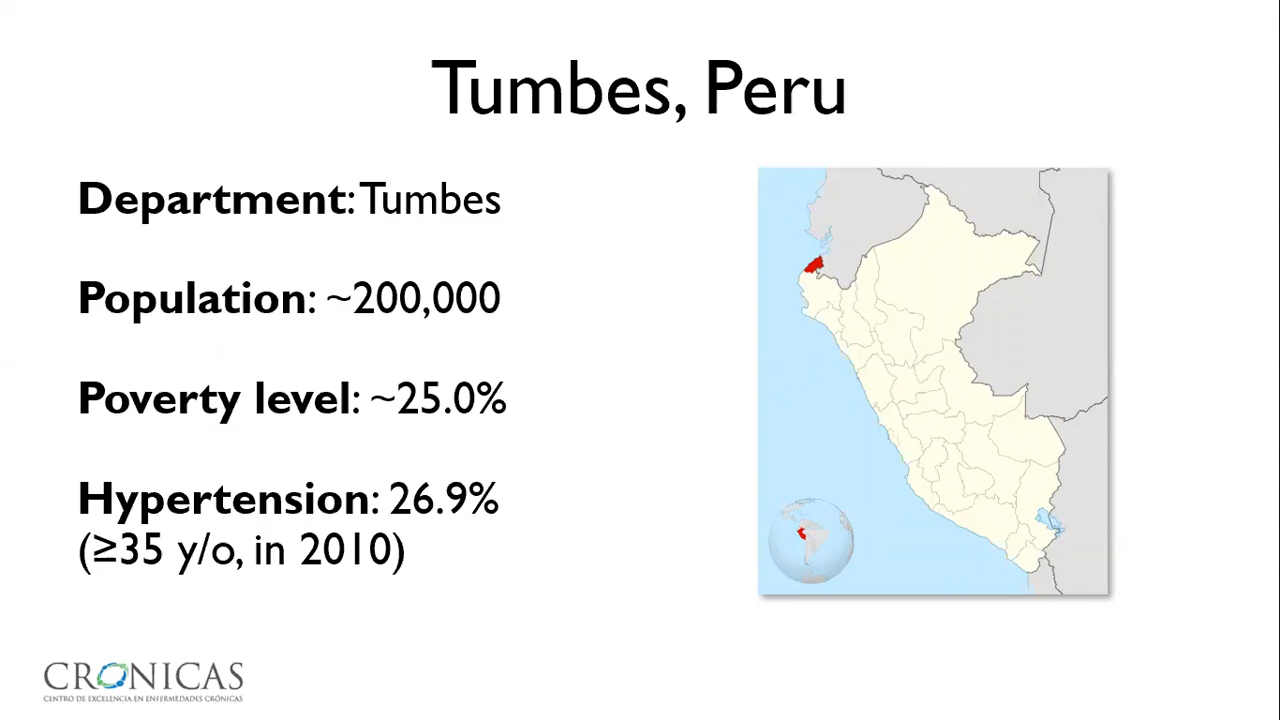 Tumbes, Peru
Department: Tumbes
Population: ~200,000
Poverty level: ~25.0%
Hypertension: 26.9%
(≥35 y/o, in 2010)
CRONICAS
CENTRO DE EXCELENCIA EN ENFERMEDADES CRÓNICAS